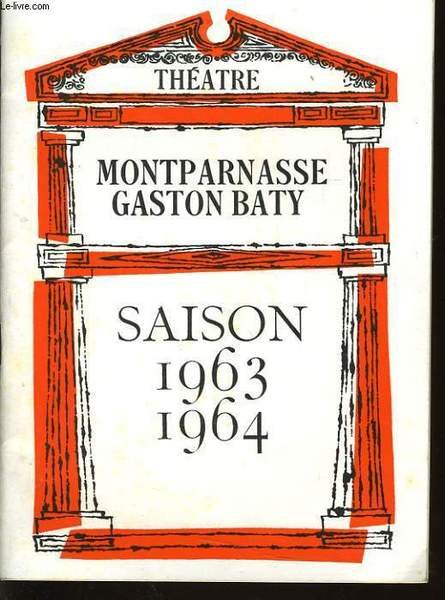 Le-livre.com
THÉATRE
MONTPARNASSE
GASTON BATY
SAISON
1963
1964